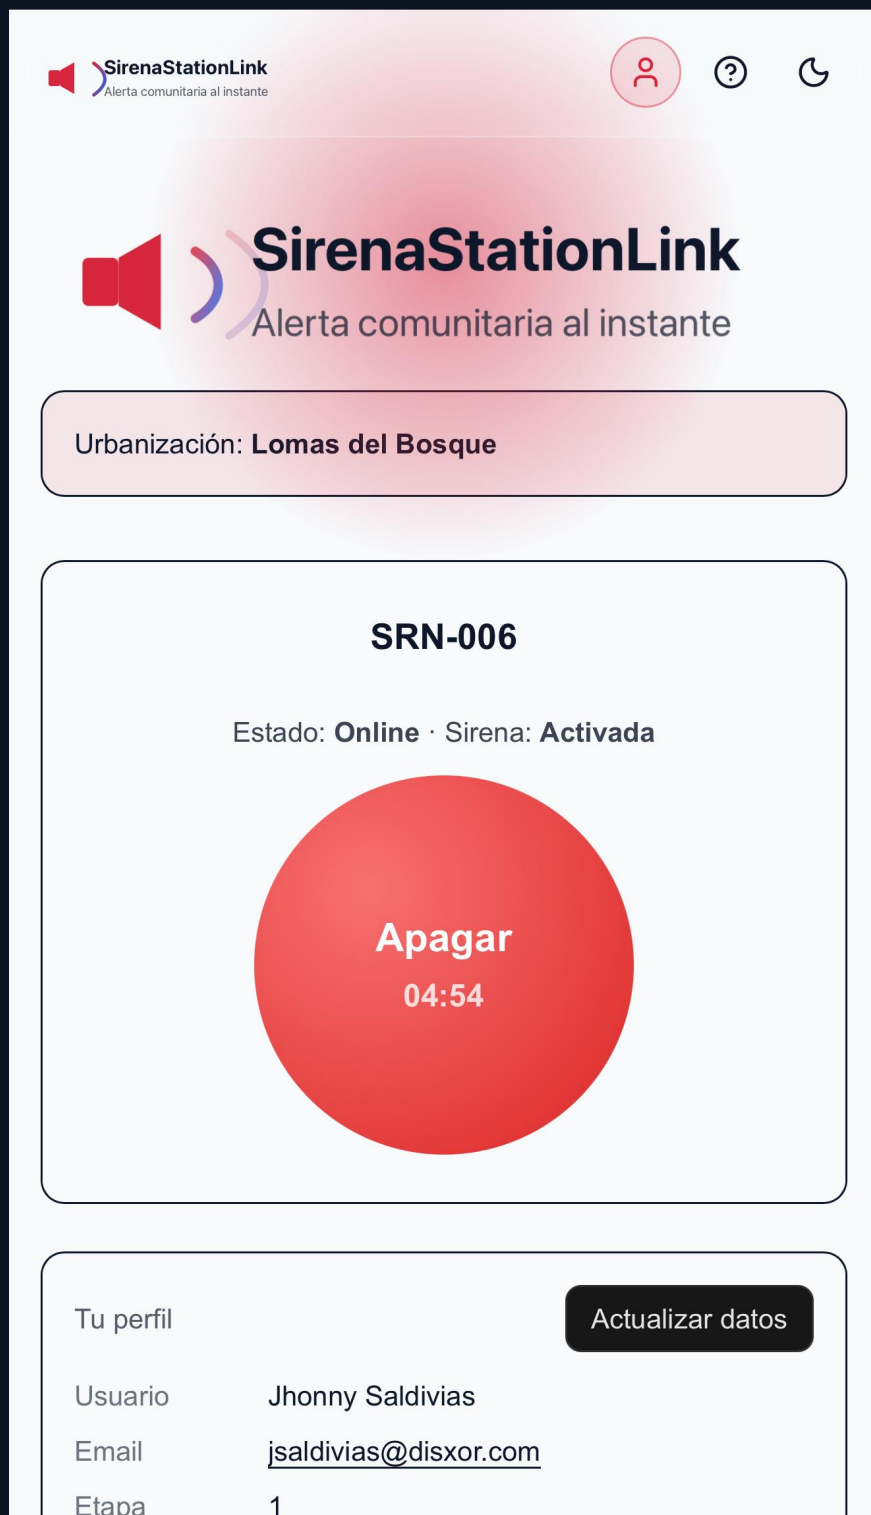 SirenaStationLink
Alerta comunitaria al instante
SirenaStationLink
Alerta comunitaria al instante
Urbanización: Lomas del Bosque
SRN-006
Estado: Online · Sirena: Activada
Apagar
04:54
Tu perfil
Actualizar datos
Usuario Jhonny Saldivias
Email jsaldivias@disxor.com
Etapa 1